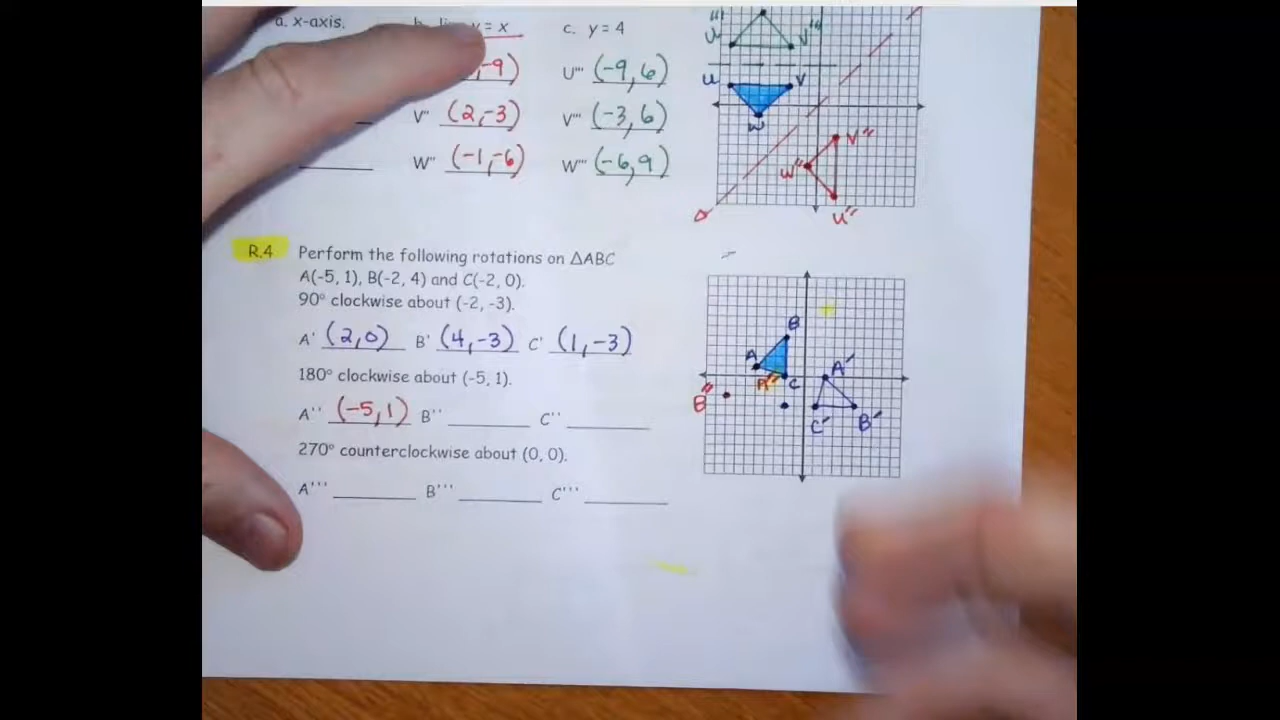 a. x-axis. y = x c. y = 4
-9) U''' (-9, 6)
V'' (2, -3) V''' (-3, 6)
W'' (-1, -6) W''' (-6, 9)
U''' V'''
U V
W
V''
W''
U''
R.4 Perform the following rotations on ΔABC
A(-5, 1), B(-2, 4) and C(-2, 0).
90° clockwise about (-2, -3).
A' (2, 0) B' (4, -3) C' (1, -3)
180° clockwise about (-5, 1).
A'' (-5, 1) B'' C''
270° counterclockwise about (0, 0).
A''' B''' C'''
B
A A'
A'' C
B''
C' B'